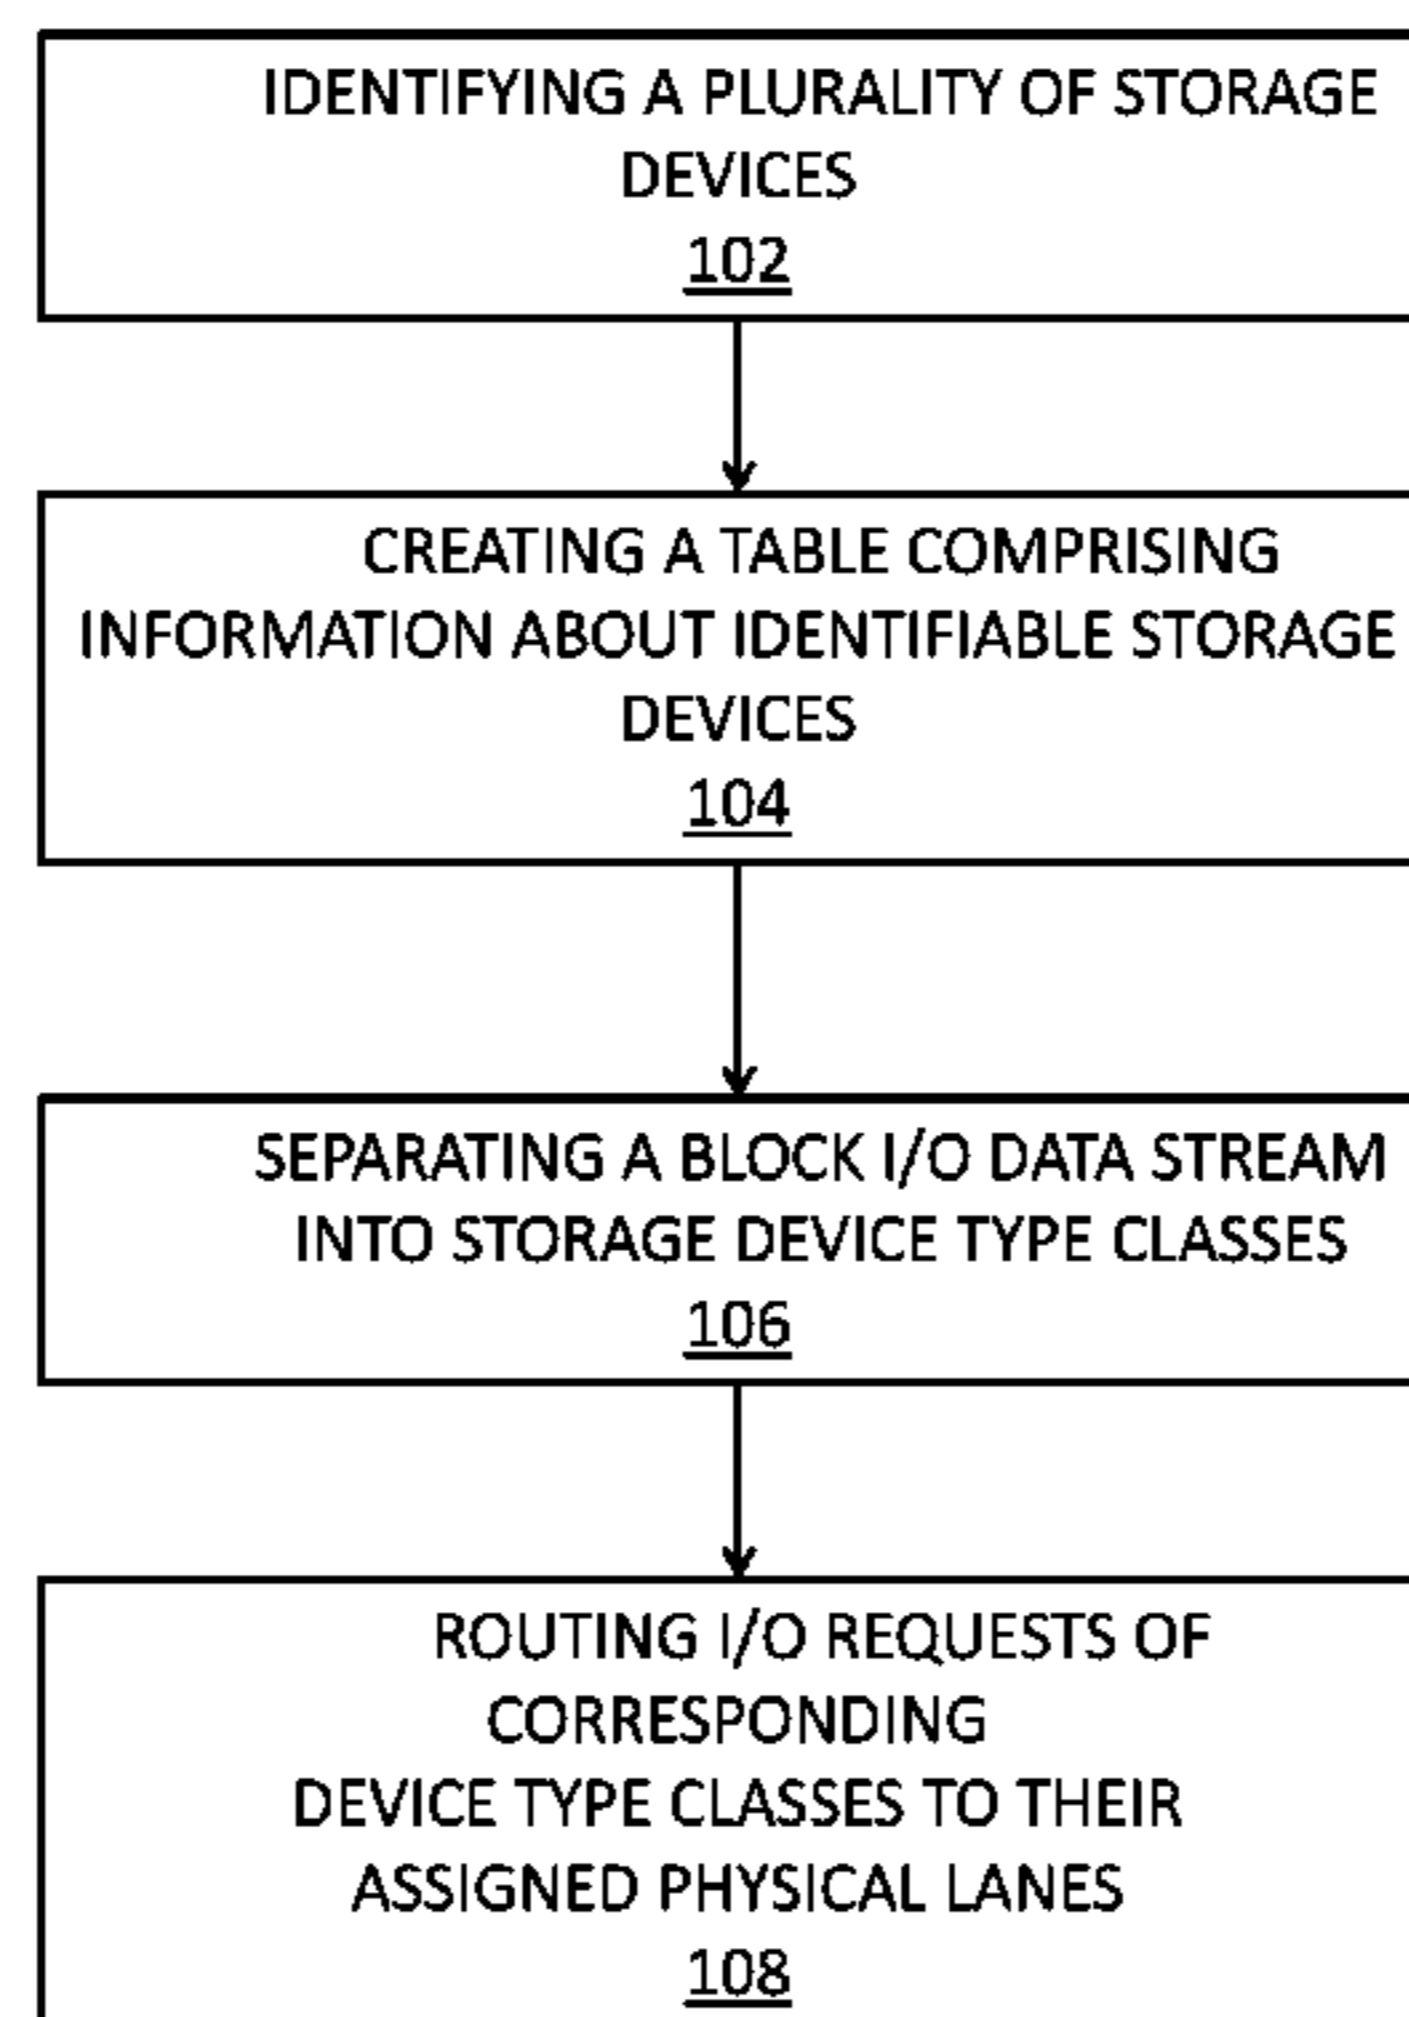 IDENTIFYING A PLURALITY OF STORAGE
DEVICES
102
CREATING A TABLE COMPRISING
INFORMATION ABOUT IDENTIFIABLE STORAGE
DEVICES
104
SEPARATING A BLOCK I/O DATA STREAM
INTO STORAGE DEVICE TYPE CLASSES
106
ROUTING I/O REQUESTS OF
CORRESPONDING
DEVICE TYPE CLASSES TO THEIR
ASSIGNED PHYSICAL LANES
108